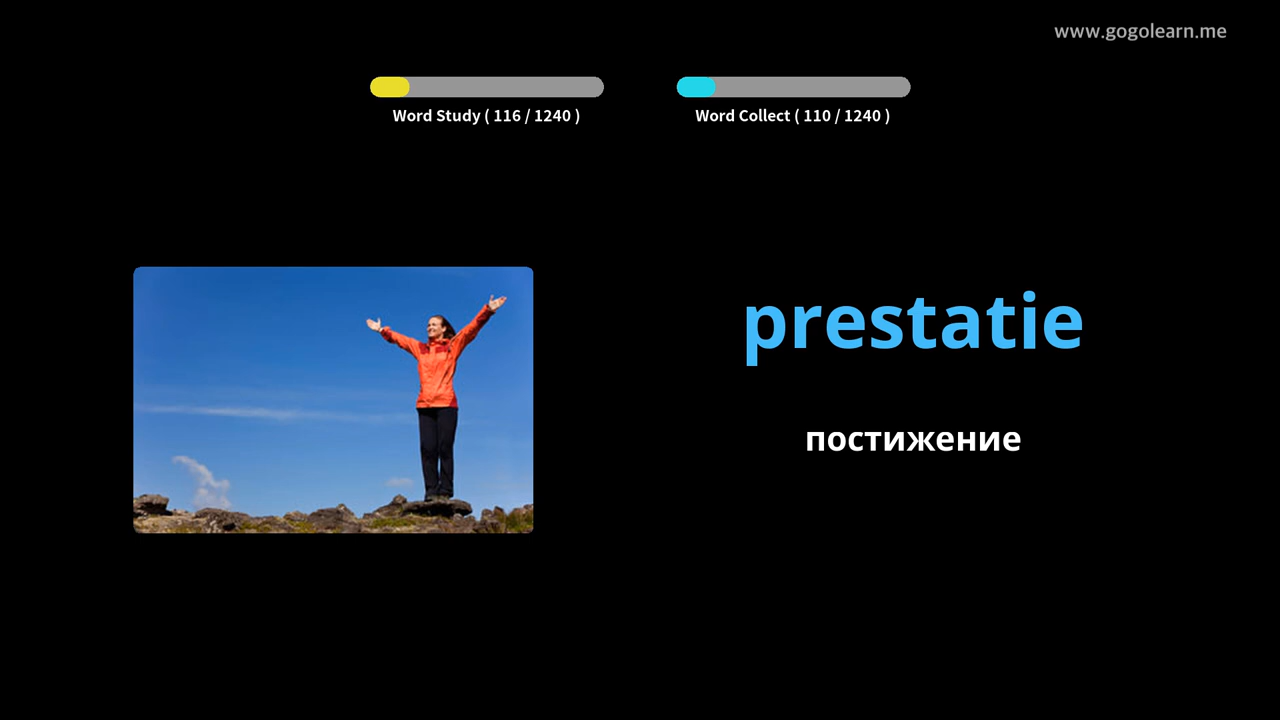 www.gogolearn.me
Word Study ( 116 / 1240 )
Word Collect ( 110 / 1240 )
prestatie
постижение